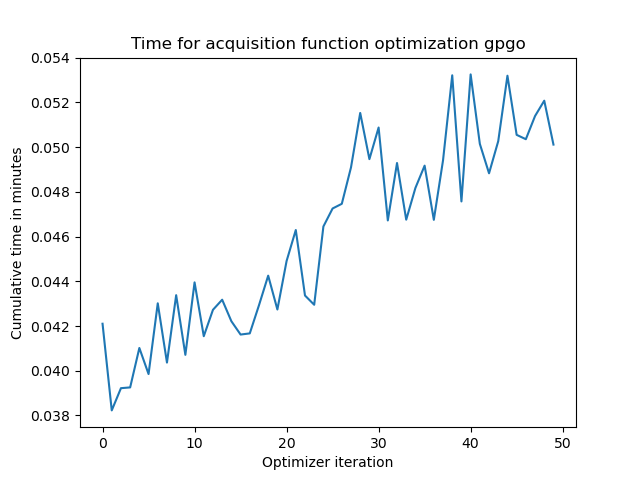 Time for acquisition function optimization gpgo
0.054
0.052
0.050
0.048
0.046
0.044
0.042
0.040
0.038
Cumulative time in minutes
0 10 20 30 40 50
Optimizer iteration